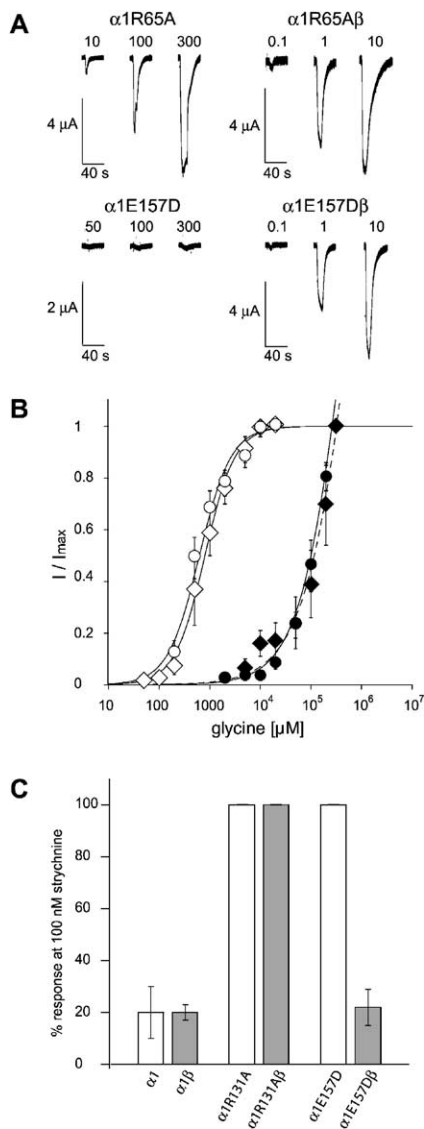 A
α1R65A
10 100 300
4 µA
40 s
α1R65Aβ
0.1 1 10
4 µA
40 s
α1E157D
50 100 300
2 µA
40 s
α1E157Dβ
0.1 1 10
4 µA
40 s
B
I / Imax
1
0.8
0.6
0.4
0.2
0
10 100 1000 10⁴ 10⁵ 10⁶ 10⁷
glycine [µM]
C
% response at 100 nM strychnine
100
80
60
40
20
0
α1 α1β α1R131A α1R131Aβ α1E157D α1E157Dβ